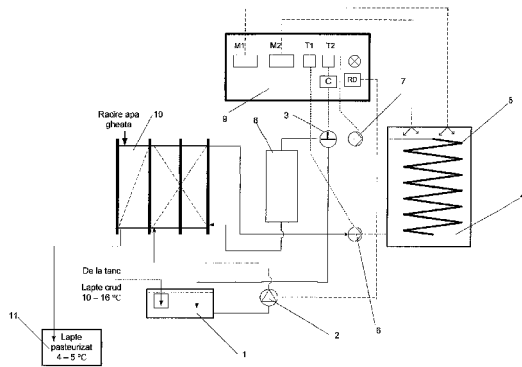 M1 M2 T1 T2
C RD
9
3
7
Racire apa
gheata
10
8
5
4
De la tanc
Lapte crud
10 – 16 °C
6
2
1
11
Lapte
pasteurizat
4 – 5 °C